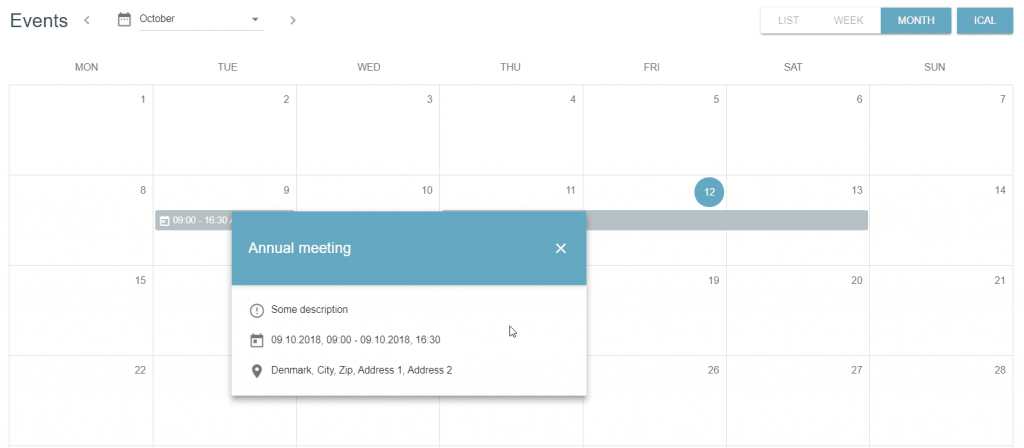 Events
October
LIST WEEK MONTH ICAL
MON TUE WED THU FRI SAT SUN
1 2 3 4 5 6 7
8 9 10 11 12 13 14
09:00 - 16:30
Annual meeting
15 19 20 21
Some description
09.10.2018, 09:00 - 09.10.2018, 16:30
Denmark, City, Zip, Address 1, Address 2
22 26 27 28